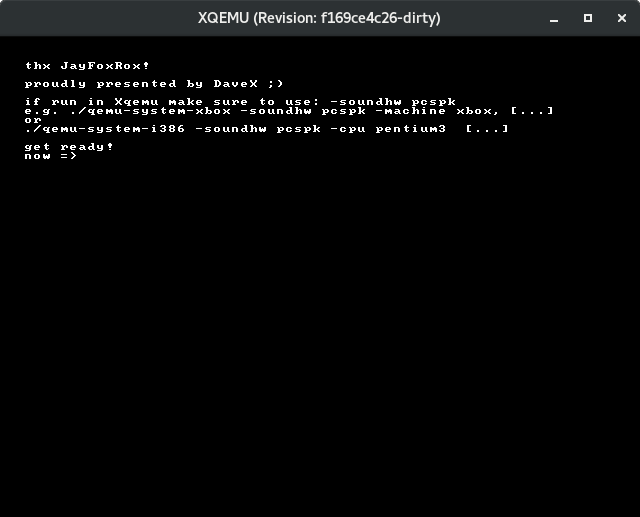 XQEMU (Revision: f169ce4c26-dirty)
thx JayFoxRox!
proudly presented by DaveX ;)
if run in Xqemu make sure to use: -soundhw pcspk
e.g. ./qemu-system-xbox -soundhw pcspk -machine xbox, [...]
or
./qemu-system-i386 -soundhw pcspk -cpu pentium3  [...]
get ready!
now =>